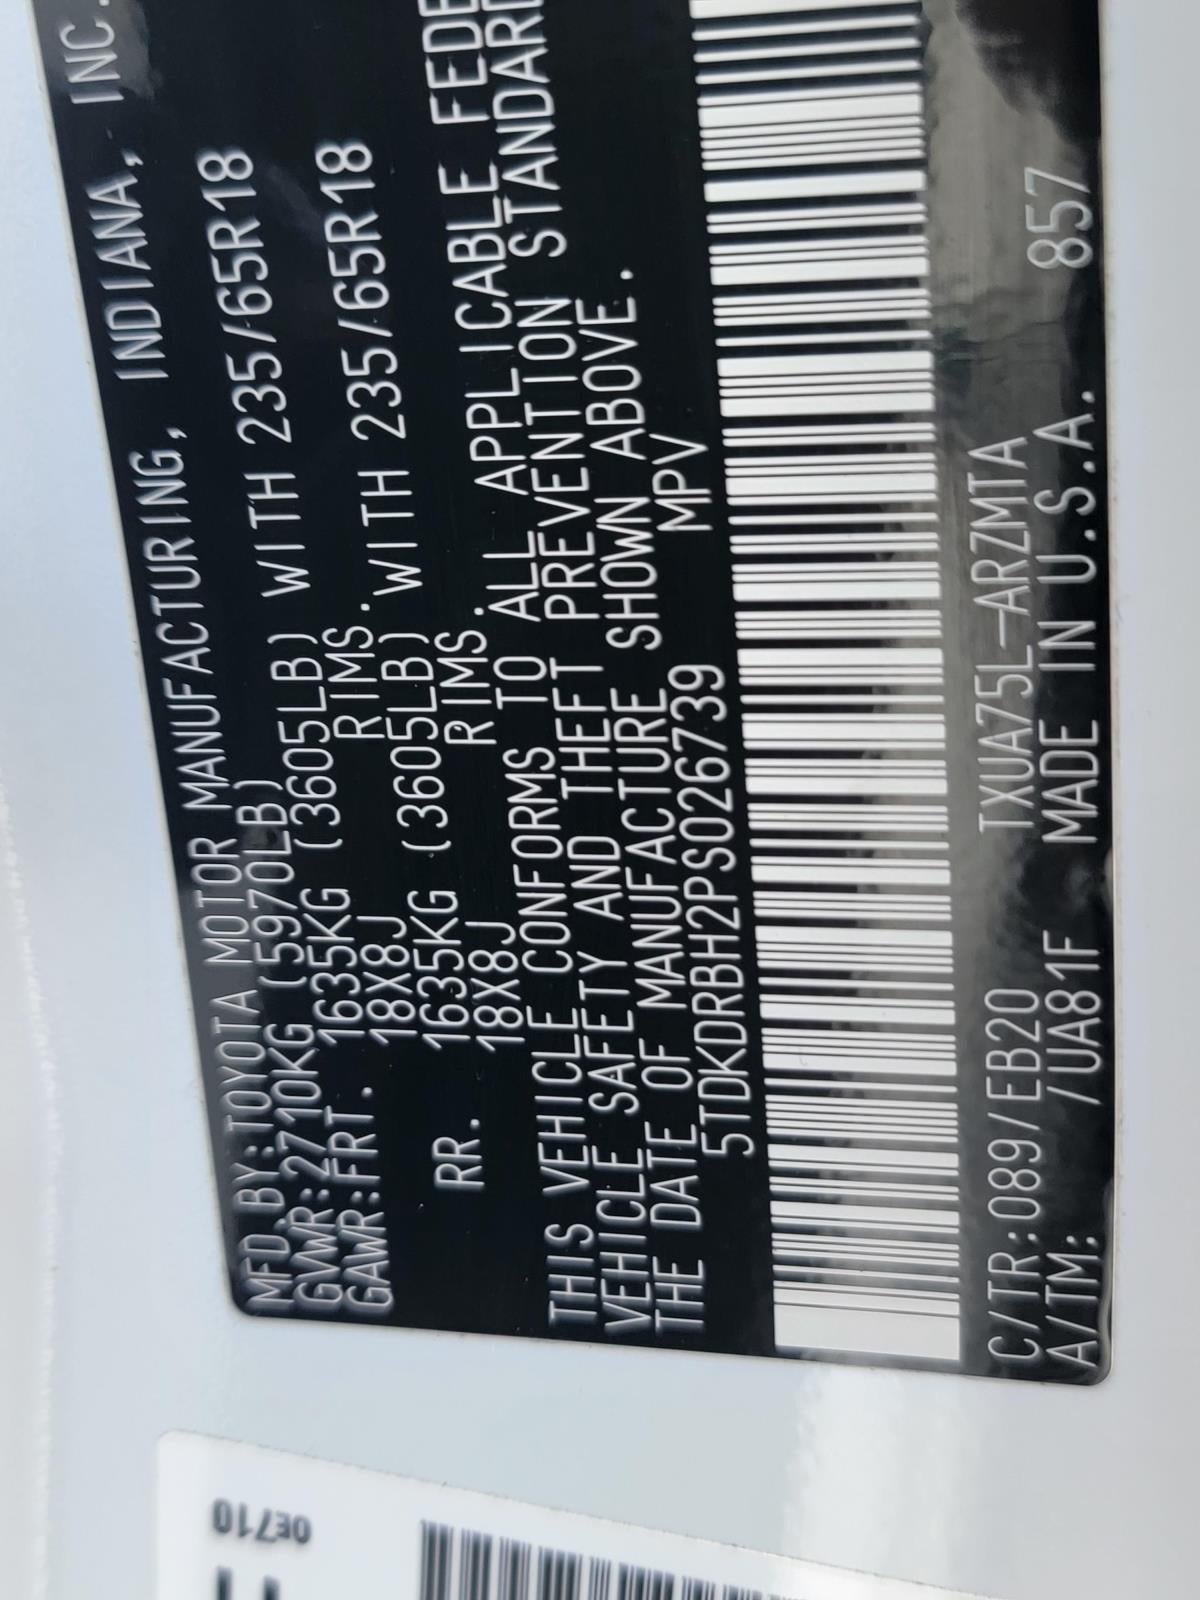 MFD.BY:TOYOTA MOTOR MANUFACTURING, INDIANA, INC.
GVWR:2710KG (5970LB)
GAWR:FRT. 1635KG (3605LB) WITH 235/65R18
18X8J RIMS.
RR. 1635KG (3605LB) WITH 235/65R18
18X8J RIMS.
THIS VEHICLE CONFORMS TO ALL APPLICABLE FEDE
VEHICLE SAFETY AND THEFT PREVENTION STANDARD
THE DATE OF MANUFACTURE SHOWN ABOVE.
5TDKDRBH2PS026739 MPV
C/TR:089/EB20 TXUA75L-ARZMTA
A/TM: /UA81F MADE IN U.S.A. 857
0E710